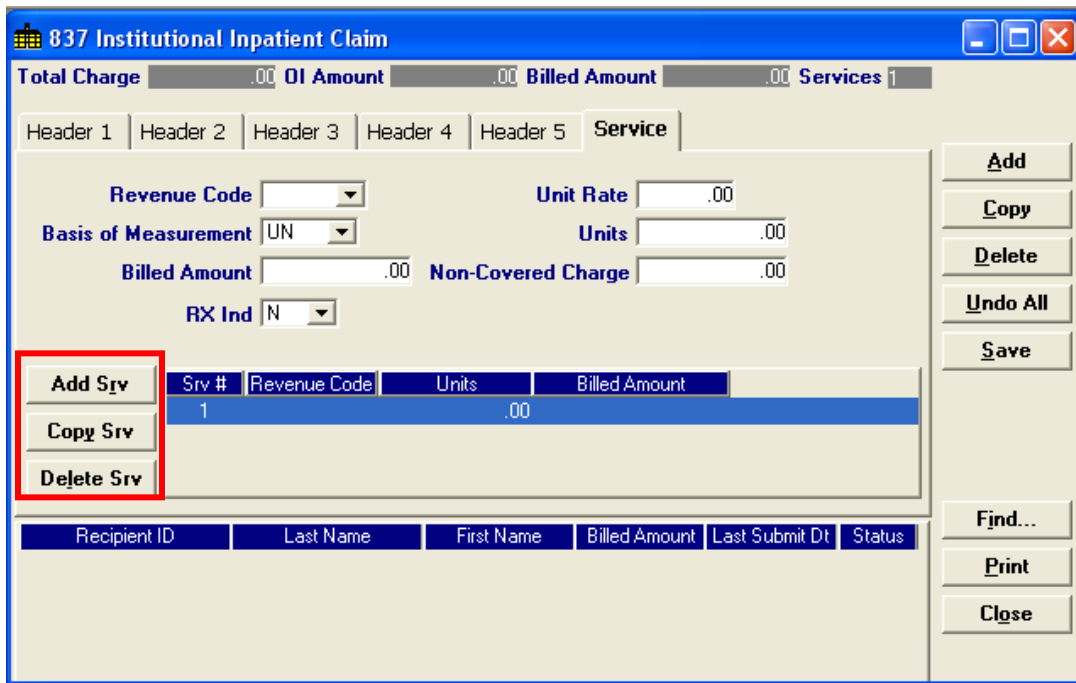 837 Institutional Inpatient Claim
Total Charge .00 OI Amount .00 Billed Amount .00 Services 1
Header 1 Header 2 Header 3 Header 4 Header 5 Service
Add
Revenue Code Unit Rate .00
Copy
Basis of Measurement UN Units .00
Delete
Billed Amount .00 Non-Covered Charge .00
RX Ind N
Undo All
Save
Add Srv Srv # Revenue Code Units Billed Amount
1 .00
Copy Srv
Delete Srv
Find...
Recipient ID Last Name First Name Billed Amount Last Submit Dt Status
Print
Close